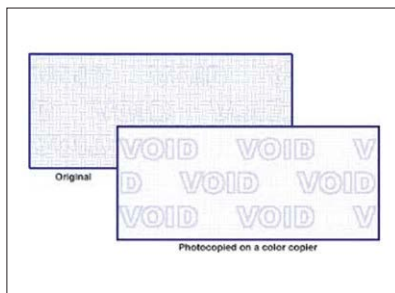 VOID VOID V
D VOID VOID
VOID VOID V
Original
Photocopied on a color copier